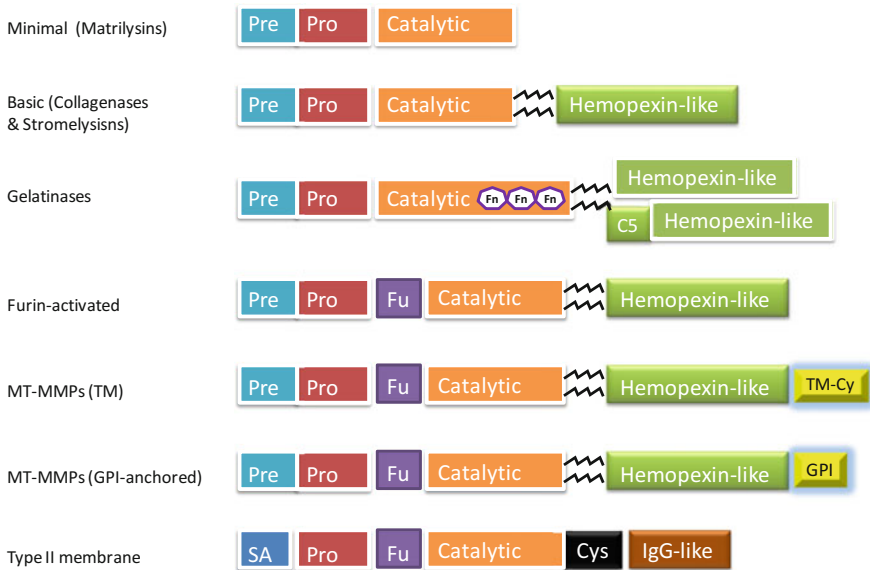 Minimal (Matrilysins)
Pre Pro Catalytic
Basic (Collagenases
& Stromelysisns)
Pre Pro Catalytic Hemopexin-like
Gelatinases
Pre Pro Catalytic Fn Fn Fn Hemopexin-like
C5 Hemopexin-like
Furin-activated
Pre Pro Fu Catalytic Hemopexin-like
MT-MMPs (TM)
Pre Pro Fu Catalytic Hemopexin-like TM-Cy
MT-MMPs (GPI-anchored)
Pre Pro Fu Catalytic Hemopexin-like GPI
Type II membrane
SA Pro Fu Catalytic Cys IgG-like